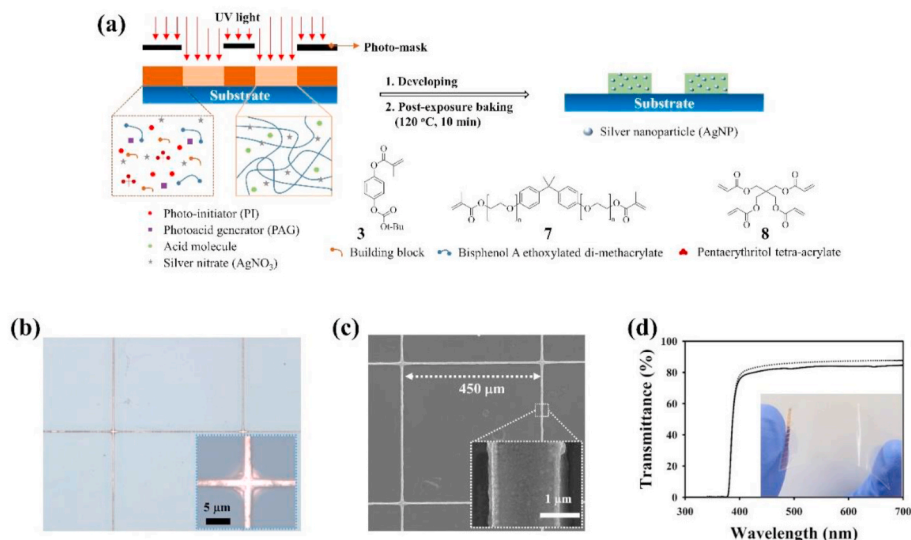 (a)
UV light
Photo-mask
Substrate
1. Developing
2. Post-exposure baking
(120 °C, 10 min)
Substrate
Silver nanoparticle (AgNP)
Photo-initiator (PI)
Photoacid generator (PAG)
Acid molecule
Silver nitrate (AgNO₃)
O
O
O
O
Ot-Bu
3
Building block
O
O
O
n
O
n
O
O
7
Bisphenol A ethoxylated di-methacrylate
O
O
O
O
O
O
O
O
8
Pentaerythritol tetra-acrylate
(b)
5 μm
(c)
450 μm
1 μm
(d)
Transmittance (%)
100
80
60
40
20
0
300
400
500
600
700
Wavelength (nm)